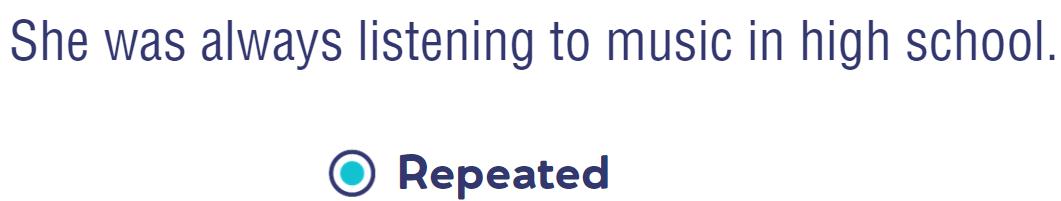 She was always listening to music in high school.
Repeated